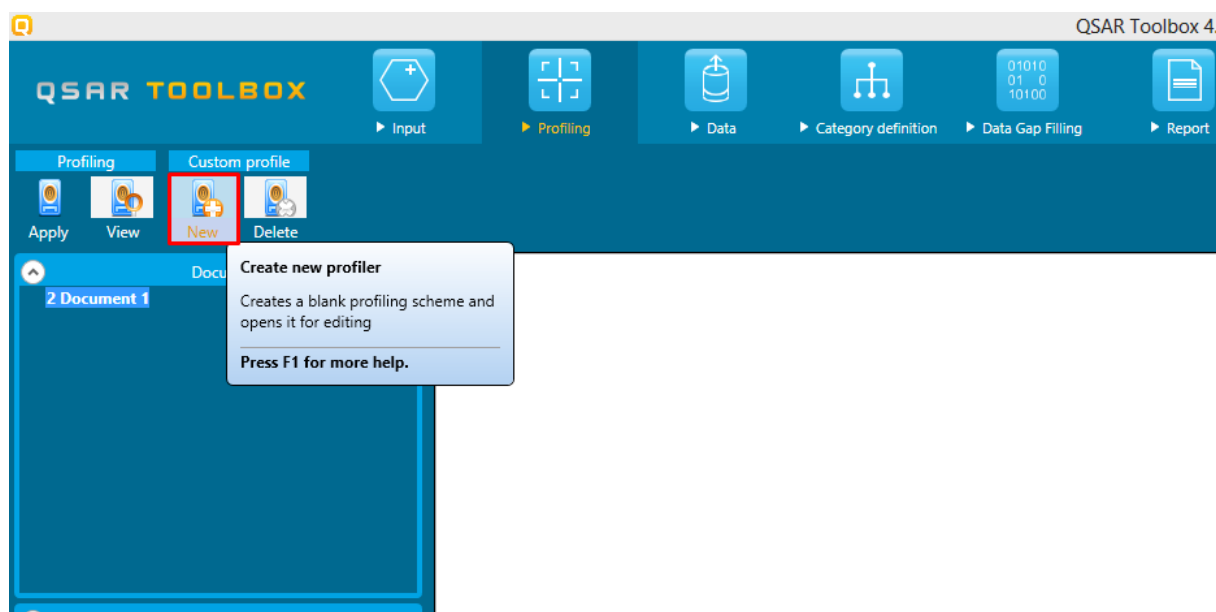 QSAR Toolbox 4.
QSAR TOOLBOX
01010
01 0
10100
Input
Profiling
Data
Category definition
Data Gap Filling
Report
Profiling
Custom profile
Apply
View
New
Delete
Docu
2 Document 1
Create new profiler
Creates a blank profiling scheme and
opens it for editing
Press F1 for more help.